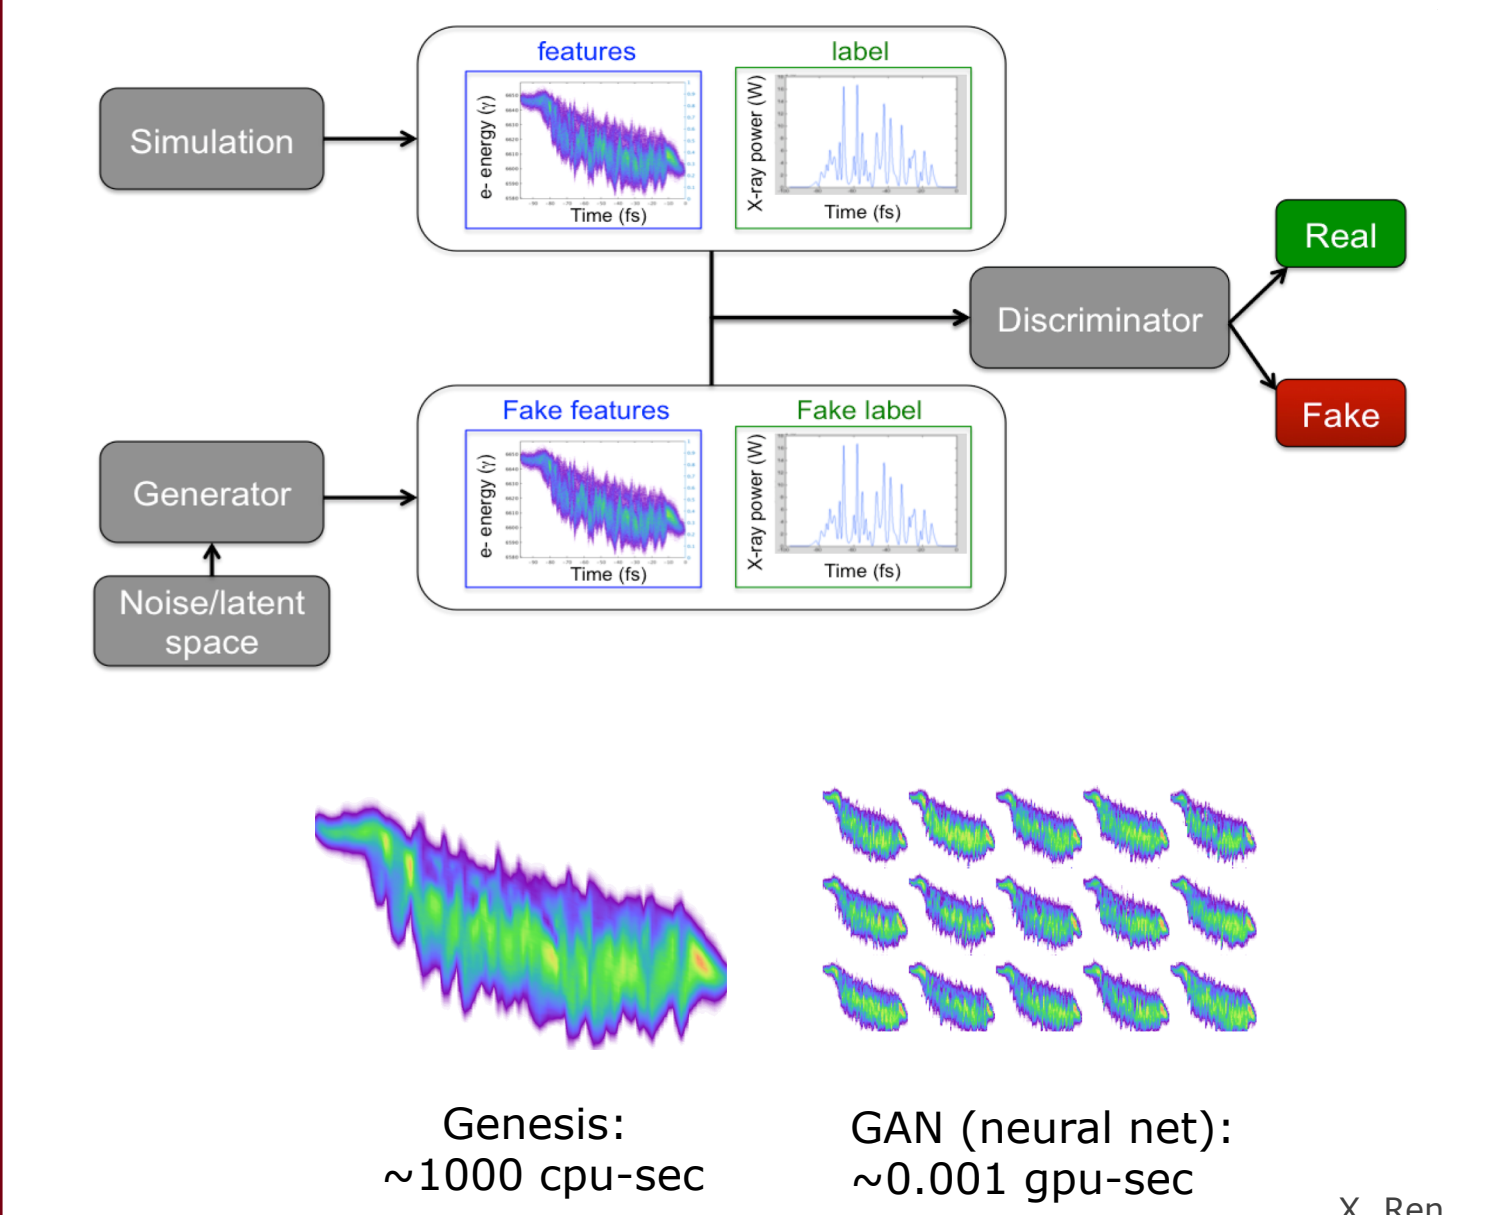 features
label
Simulation
e- energy (γ)
Time (fs)
X-ray power (W)
Time (fs)
Real
Discriminator
Fake
Fake features
Fake label
Generator
e- energy (γ)
Time (fs)
X-ray power (W)
Time (fs)
Noise/latent
space
Genesis:
~1000 cpu-sec
GAN (neural net):
~0.001 gpu-sec
X. Ren